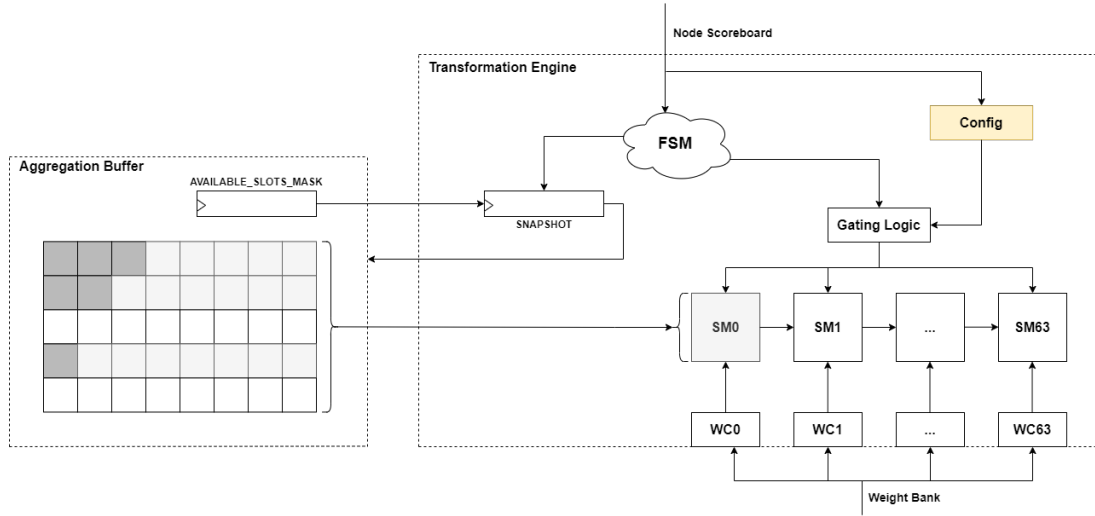 Node Scoreboard
Transformation Engine
Config
FSM
Aggregation Buffer
AVAILABLE_SLOTS_MASK
SNAPSHOT
Gating Logic
SM0
SM1
...
SM63
WC0
WC1
...
WC63
Weight Bank